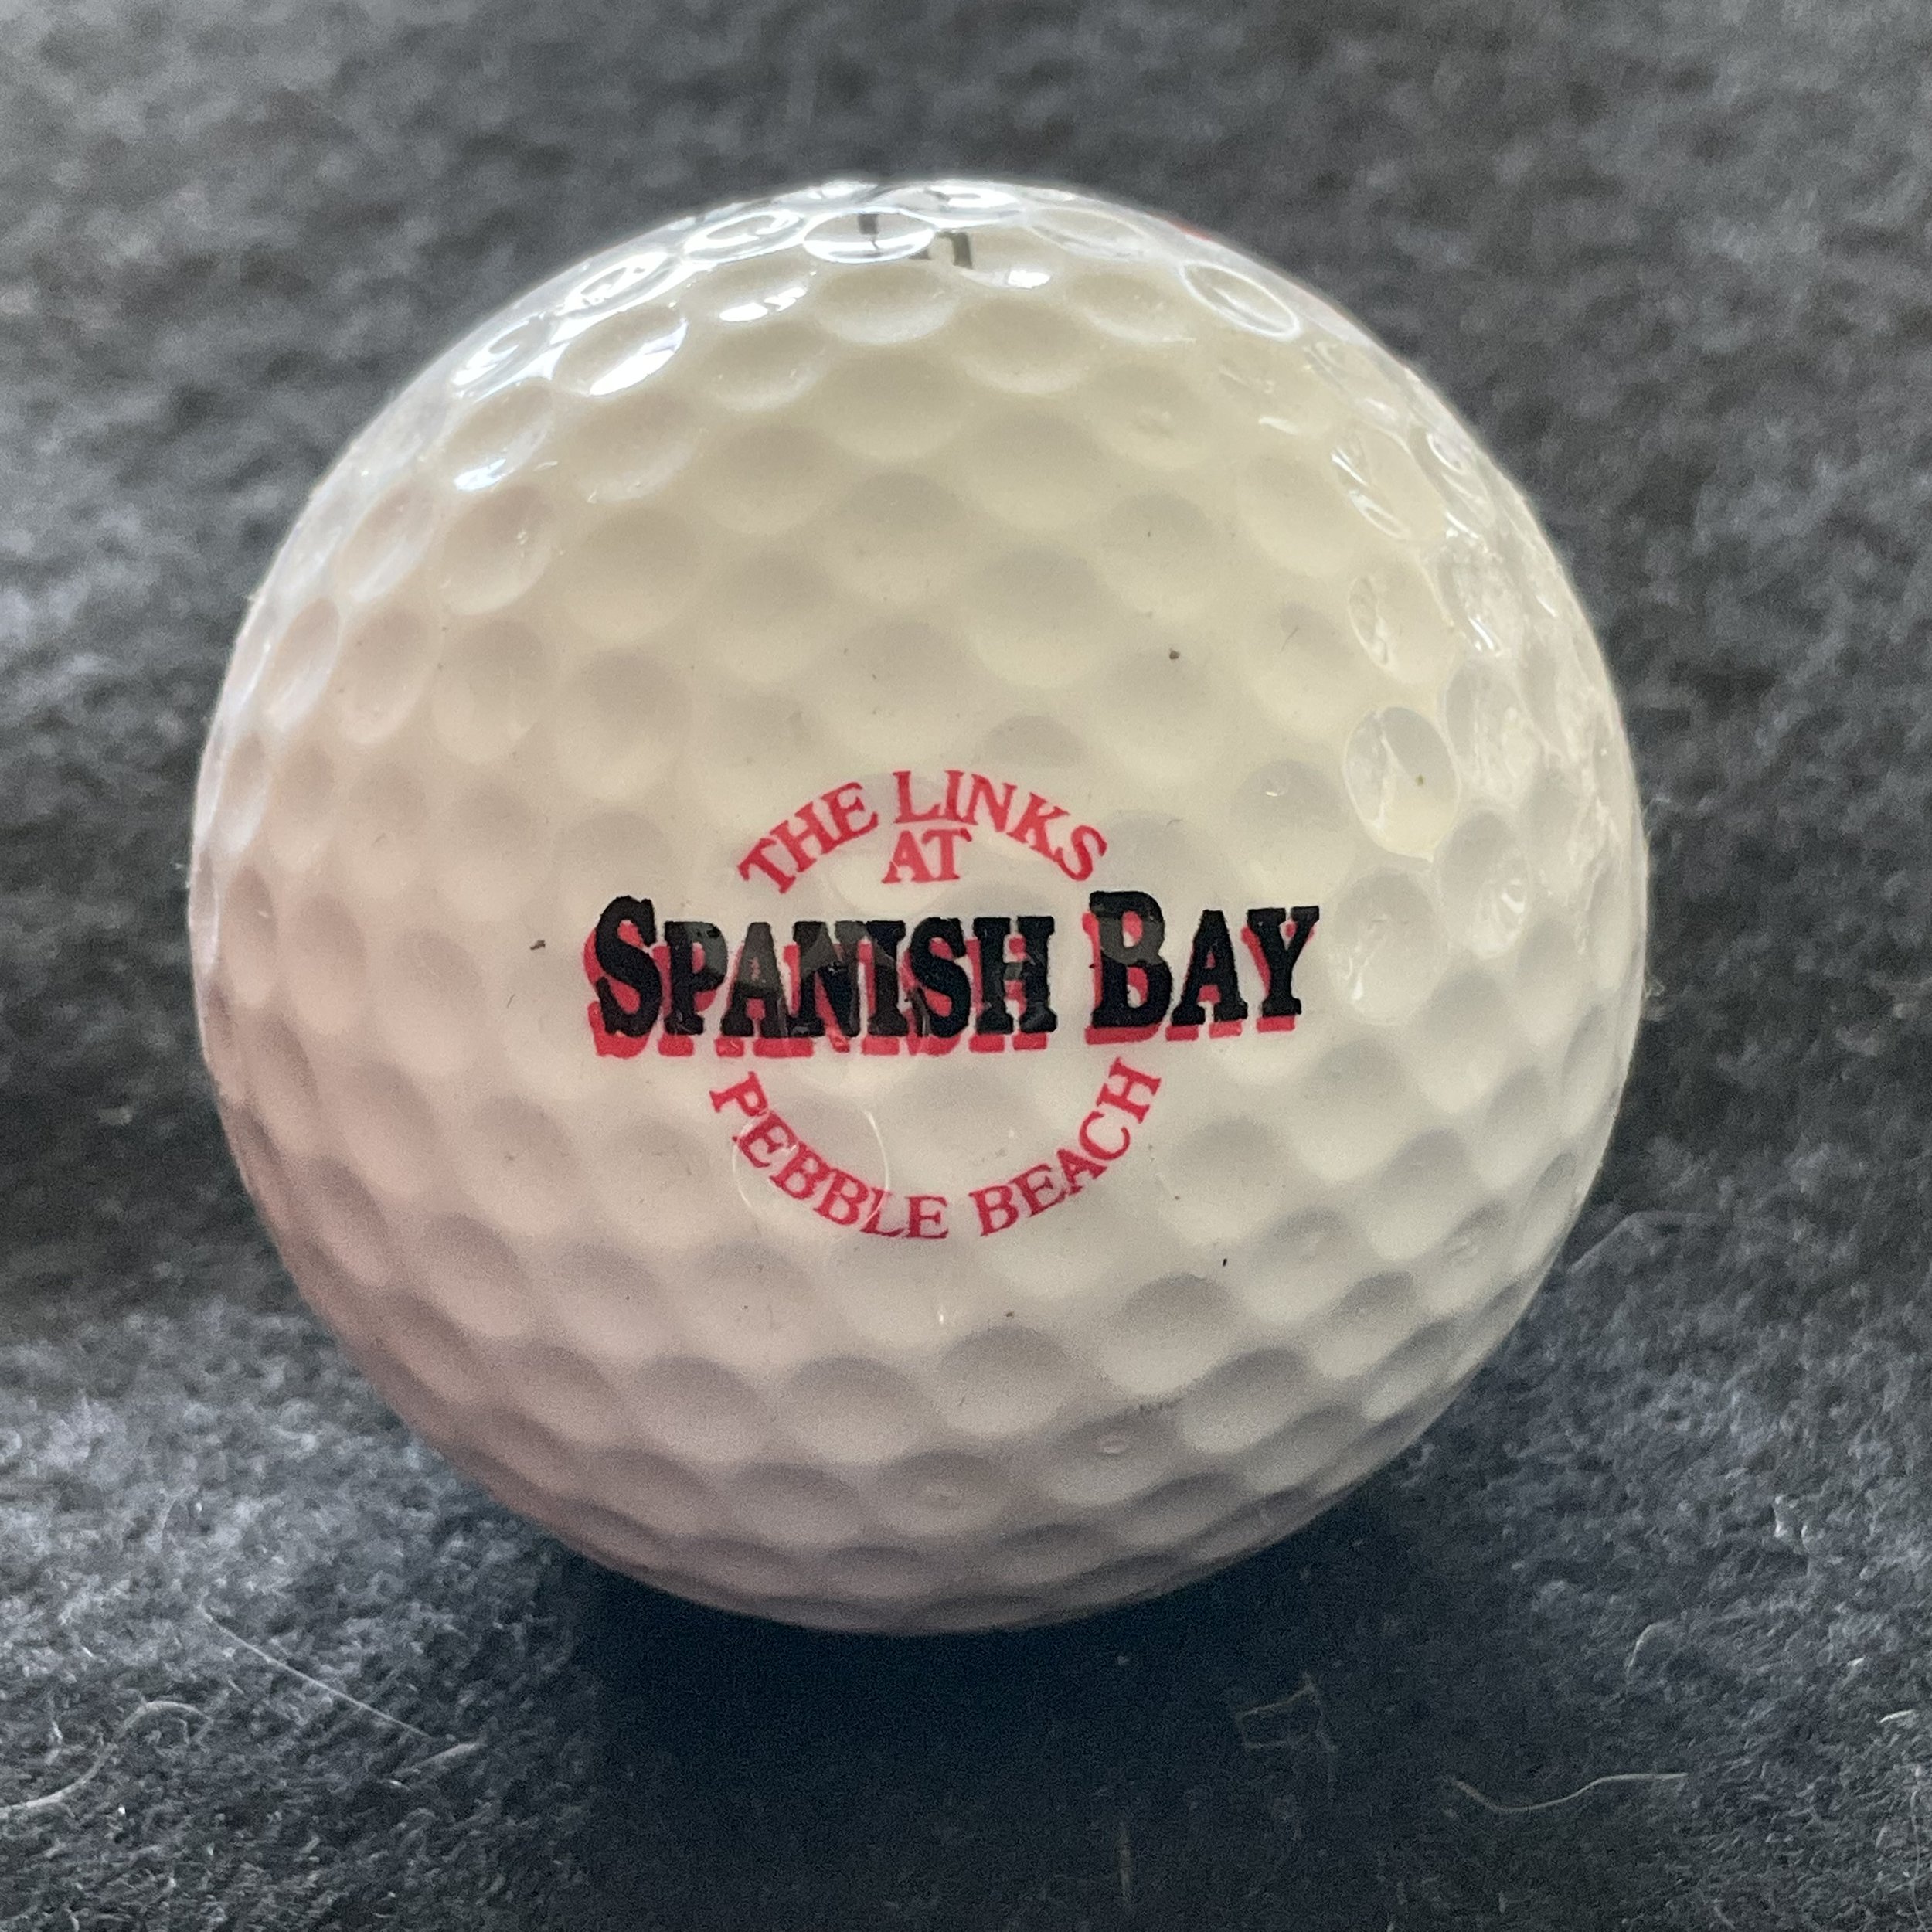 THE LINKS
AT
SPANISH BAY
PEBBLE BEACH